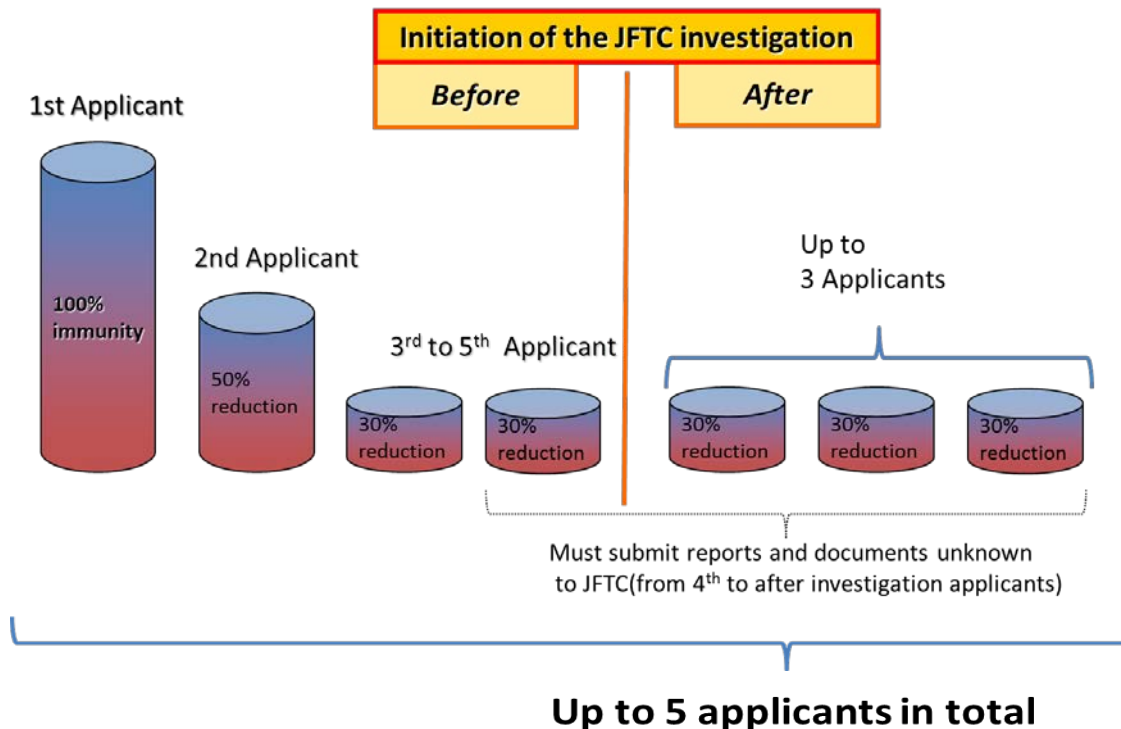 Initiation of the JFTC investigation
Before
After
1st Applicant
100%
immunity
2nd Applicant
50%
reduction
3rd to 5th Applicant
30%
reduction
30%
reduction
Up to
3 Applicants
30%
reduction
30%
reduction
30%
reduction
Must submit reports and documents unknown
to JFTC(from 4th to after investigation applicants)
Up to 5 applicants in total